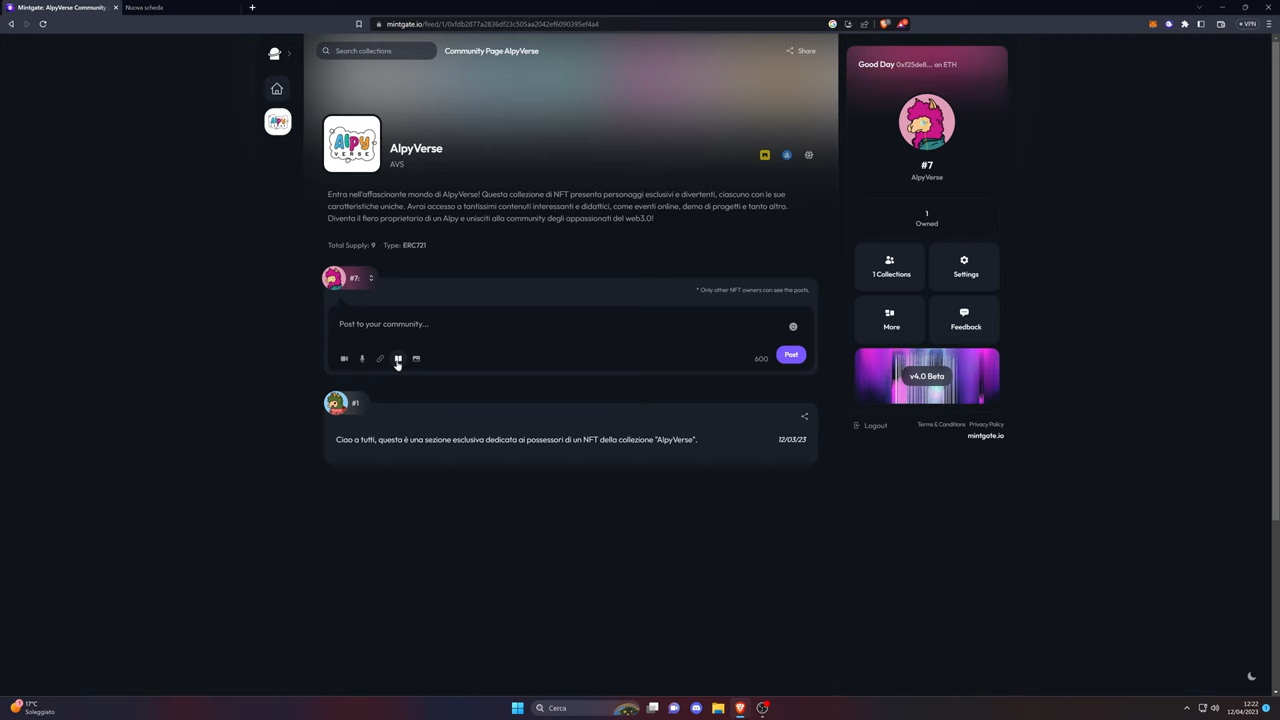 Mintgate: AlpyVerse Community
Nuova scheda
mintgate.io/feed/1/0xfdb2877a2836df23c505aa2042ef6090395ef4a4
VPN
Search collections
Community Page AlpyVerse
Share
Good Day 0xf25de8... on ETH
Alpy
VERSE
AlpyVerse
AVS
#7
AlpyVerse
Entra nell'affascinante mondo di AlpyVerse! Questa collezione di NFT presenta personaggi esclusivi e divertenti, ciascuno con le sue
caratteristiche uniche. Avrai accesso a tantissimi contenuti interessanti e didattici, come eventi online, demo di progetti e tanto altro.
Diventa il fiero proprietario di un Alpy e unisciti alla community degli appassionati del web3.0!
1
Owned
Total Supply: 9 Type: ERC721
1 Collections
Settings
#7:
* Only other NFT owners can see the posts.
Post to your community...
More
Feedback
600
Post
v4.0 Beta
#1
Logout
Terms & Conditions
Privacy Policy
mintgate.io
Ciao a tutti, questa è una sezione esclusiva dedicata ai possessori di un NFT della collezione "AlpyVerse".
12/03/23
17°C
Soleggiato
Cerca
12:22
12/04/2023